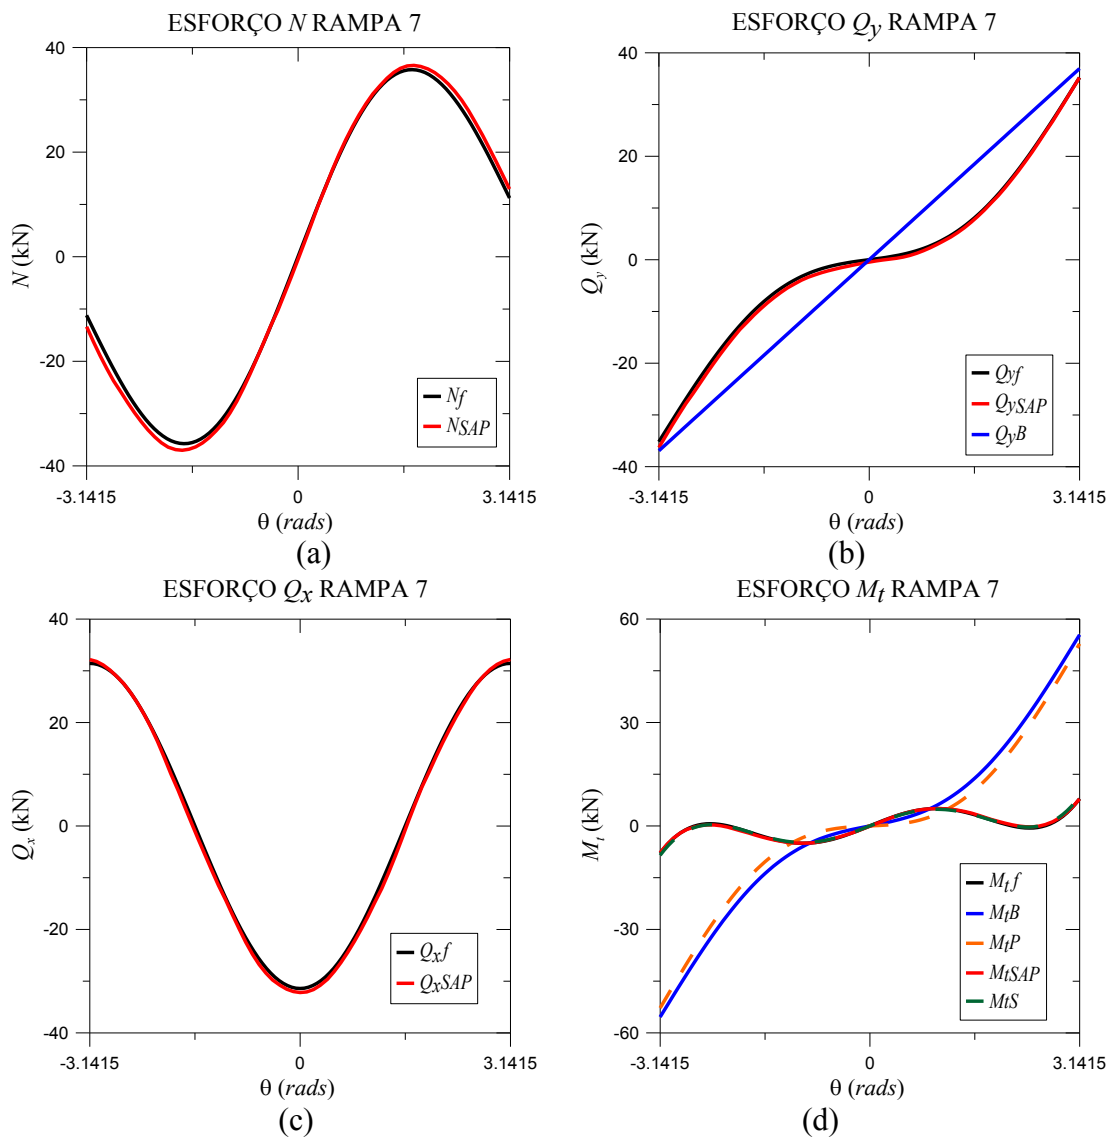 ESFORÇO N RAMPA 7
40
20
0
-20
-40
N (kN)
Nf
NSAP
-3.1415
0
3.1415
θ (rads)
(a)
ESFORÇO Qy RAMPA 7
40
20
0
-20
-40
Qy (kN)
Qyf
QySAP
QyB
-3.1415
0
3.1415
θ (rads)
(b)
ESFORÇO Qx RAMPA 7
40
20
0
-20
-40
Qx (kN)
Qxf
QxSAP
-3.1415
0
3.1415
θ (rads)
(c)
ESFORÇO Mt RAMPA 7
60
30
0
-30
-60
Mt (kN)
Mtf
MtB
MtP
MtSAP
MtS
-3.1415
0
3.1415
θ (rads)
(d)